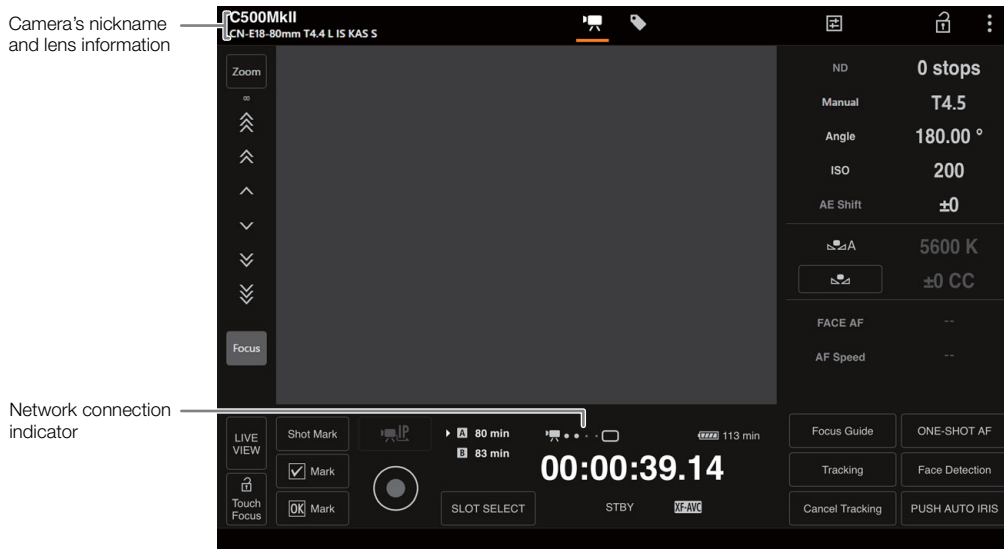 Camera's nickname
and lens information
C500MkII
CN-E18-80mm T4.4 L IS KAS S
Zoom
∞
Focus
ND 0 stops
Manual T4.5
Angle 180.00 °
ISO 200
AE Shift ±0
A 5600 K
±0 CC
FACE AF --
AF Speed --
Network connection
indicator
LIVE
VIEW
Touch
Focus
Shot Mark
Mark
OK Mark
IP
A 80 min
B 83 min
SLOT SELECT
113 min
00:00:39.14
STBY XF-AVC
Focus Guide
ONE-SHOT AF
Tracking
Face Detection
Cancel Tracking
PUSH AUTO IRIS